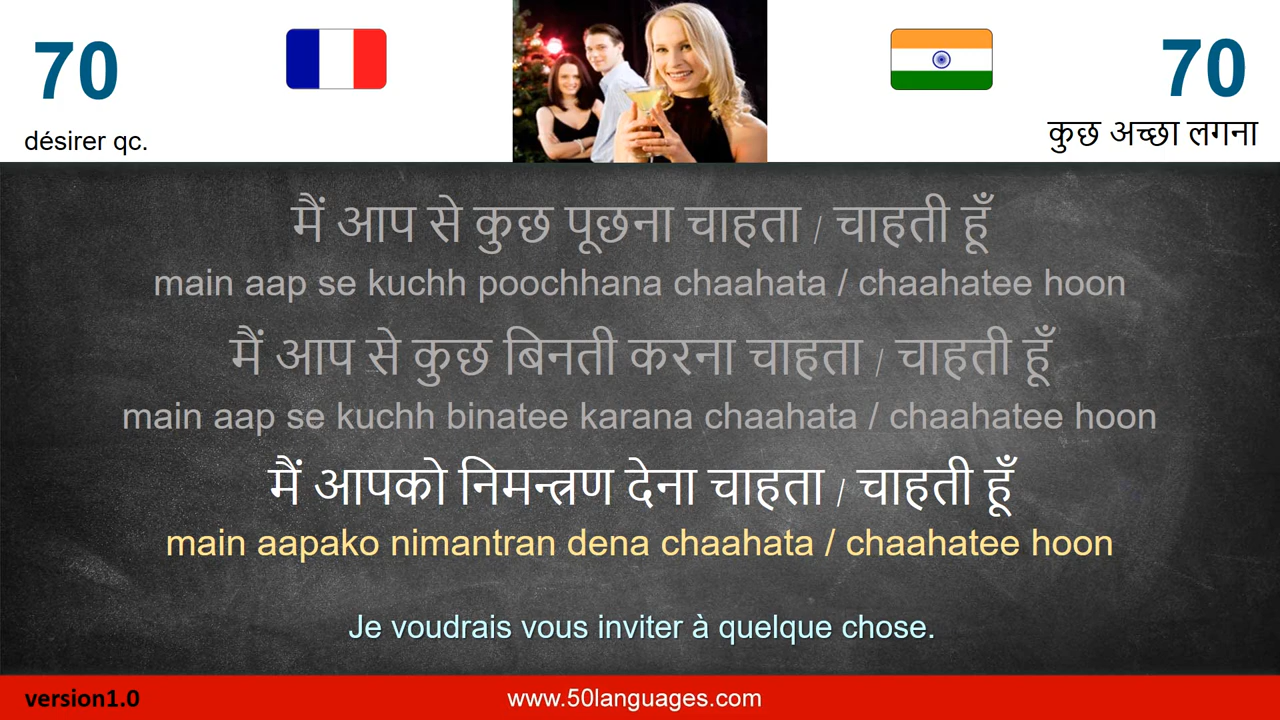 70
70
désirer qc.
कुछ अच्छा लगना
मैं आप से कुछ पूछना चाहता / चाहती हूँ
main aap se kuchh poochhana chaahata / chaahatee hoon
मैं आप से कुछ बिनती करना चाहता / चाहती हूँ
main aap se kuchh binatee karana chaahata / chaahatee hoon
मैं आपको निमन्त्रण देना चाहता / चाहती हूँ
main aapako nimantran dena chaahata / chaahatee hoon
Je voudrais vous inviter à quelque chose.
version1.0
www.50languages.com